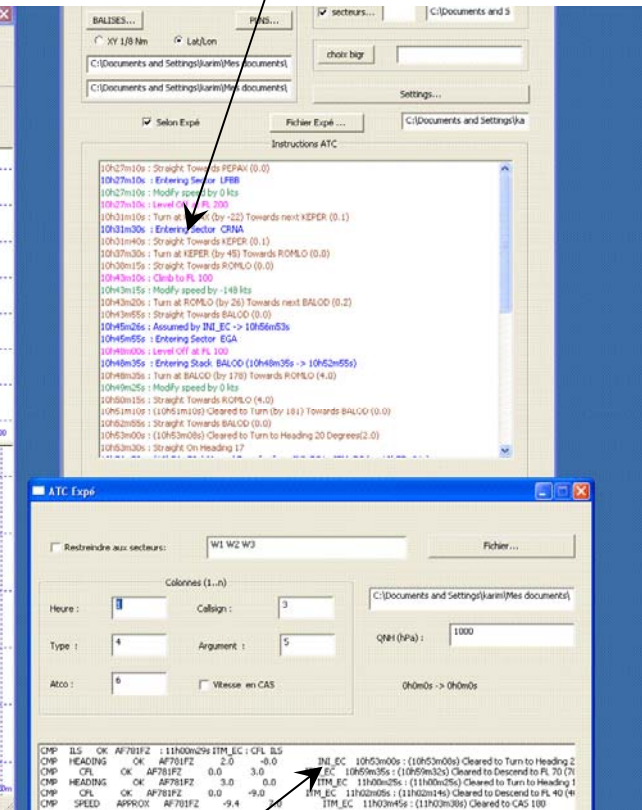 BALISES...
PLNS...
secteurs...
C:\Documents and S
XY 1/8 Nm
Lat/Lon
C:\Documents and Settings\karim\Mes documents\
choix bigr
C:\Documents and Settings\karim\Mes documents\
Settings...
Selon Expé
Fichier Expé ...
C:\Documents and Settings\ka
Instructions ATC
10h27m10s : Straight Towards PEPAX (0.0)
10h27m10s : Entering Sector LFBB
10h27m10s : Modify speed by 0 kts
10h27m10s : Level Off at FL 200
10h31m10s : Turn at (by -22) Towards next KEPER (0.1)
10h31m30s : Entering Sector CRNA
10h31m40s : Straight Towards KEPER (0.1)
10h37m30s : Turn at KEPER (by 45) Towards ROMLO (0.0)
10h38m15s : Straight Towards ROMLO (0.0)
10h43m10s : Climb to FL 100
10h43m15s : Modify speed by -148 kts
10h43m20s : Turn at ROMLO (by 26) Towards next BALOD (0.2)
10h43m55s : Straight Towards BALOD (0.0)
10h45m26s : Assumed by INI_EC -> 10h56m53s
10h45m55s : Entering Sector EGA
10h48m00s : Level Off at FL 100
10h48m35s : Entering Stack BALOD (10h48m35s -> 10h52m55s)
10h48m35s : Turn at BALOD (by 178) Towards ROMLO (4.0)
10h49m25s : Modify speed by 0 kts
10h50m15s : Straight Towards ROMLO (4.0)
10h51m10s : (10h51m10s) Cleared to Turn (by 181) Towards BALOD (0.0)
10h52m55s : Straight Towards BALOD (0.0)
10h53m00s : (10h53m08s) Cleared to Turn to Heading 20 Degrees(2.0)
10h53m30s : Straight On Heading 17
ATC Expé
Restreindre aux secteurs:
W1 W2 W3
Fichier...
Colonnes (1..n)
Heure :
1
Callsign :
3
C:\Documents and Settings\karim\Mes documents\
Type :
4
Argument :
5
QNH (hPa) :
1000
Atco :
6
Vitesse en CAS
0h0m0s -> 0h0m0s
CMP ILS OK AF781FZ : 11h00m29s ITM_EC : CFL ILS
CMP HEADING OK AF781FZ 2.0 -8.0 INI_EC 10h53m00s : (10h53m08s) Cleared to Turn to Heading 2
CMP CFL OK AF781FZ 0.0 3.0 _EC 10h59m35s : (10h59m32s) Cleared to Descend to FL 70 (7
CMP HEADING OK AF781FZ 3.0 0.0 ITM_EC 11h00m25s : (11h00m25s) Cleared to Turn to Heading 1
CMP CFL OK AF781FZ 0.0 -9.0 ITM_EC 11h02m05s : (11h02m14s) Cleared to Descend to FL 40 (4
CMP SPEED APPROX AF781FZ -9.4 ITM_EC 11h03m45s : (11h03m38s) Cleared to CAS 180